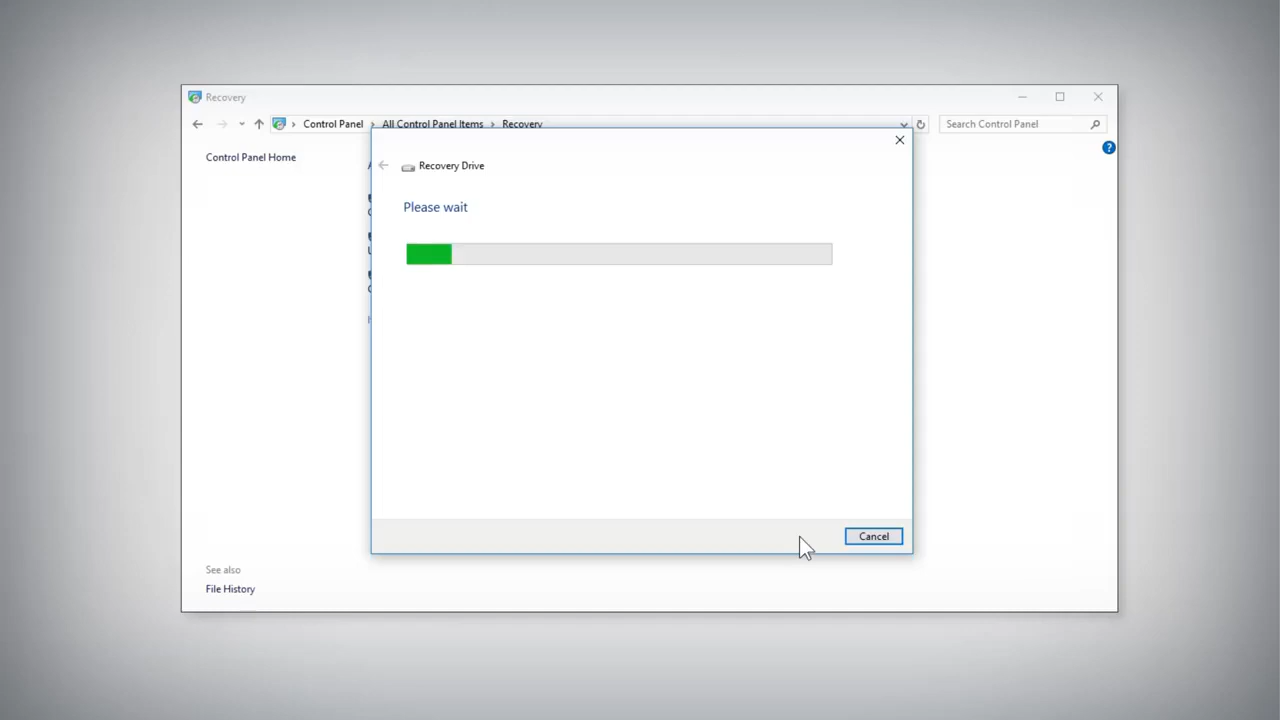 Recovery
Control Panel > All Control Panel Items > Recovery
Search Control Panel
Control Panel Home
Recovery Drive
Please wait
Cancel
See also
File History